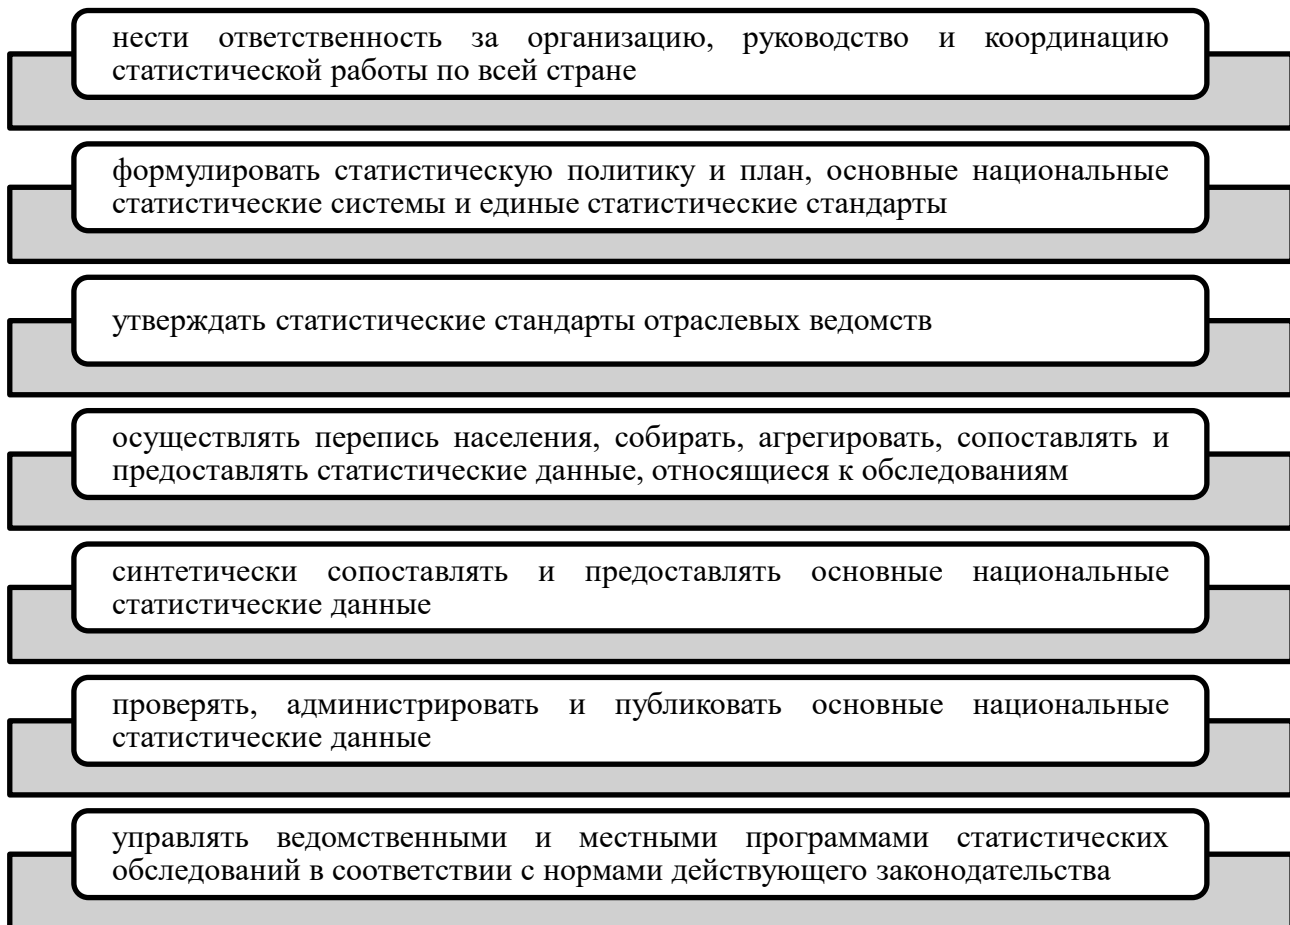 нести ответственность за организацию, руководство и координацию
статистической работы по всей стране
формулировать статистическую политику и план, основные национальные
статистические системы и единые статистические стандарты
утверждать статистические стандарты отраслевых ведомств
осуществлять перепись населения, собирать, агрегировать, сопоставлять и
предоставлять статистические данные, относящиеся к обследованиям
синтетически сопоставлять и предоставлять основные национальные
статистические данные
проверять, администрировать и публиковать основные национальные
статистические данные
управлять ведомственными и местными программами статистических
обследований в соответствии с нормами действующего законодательства